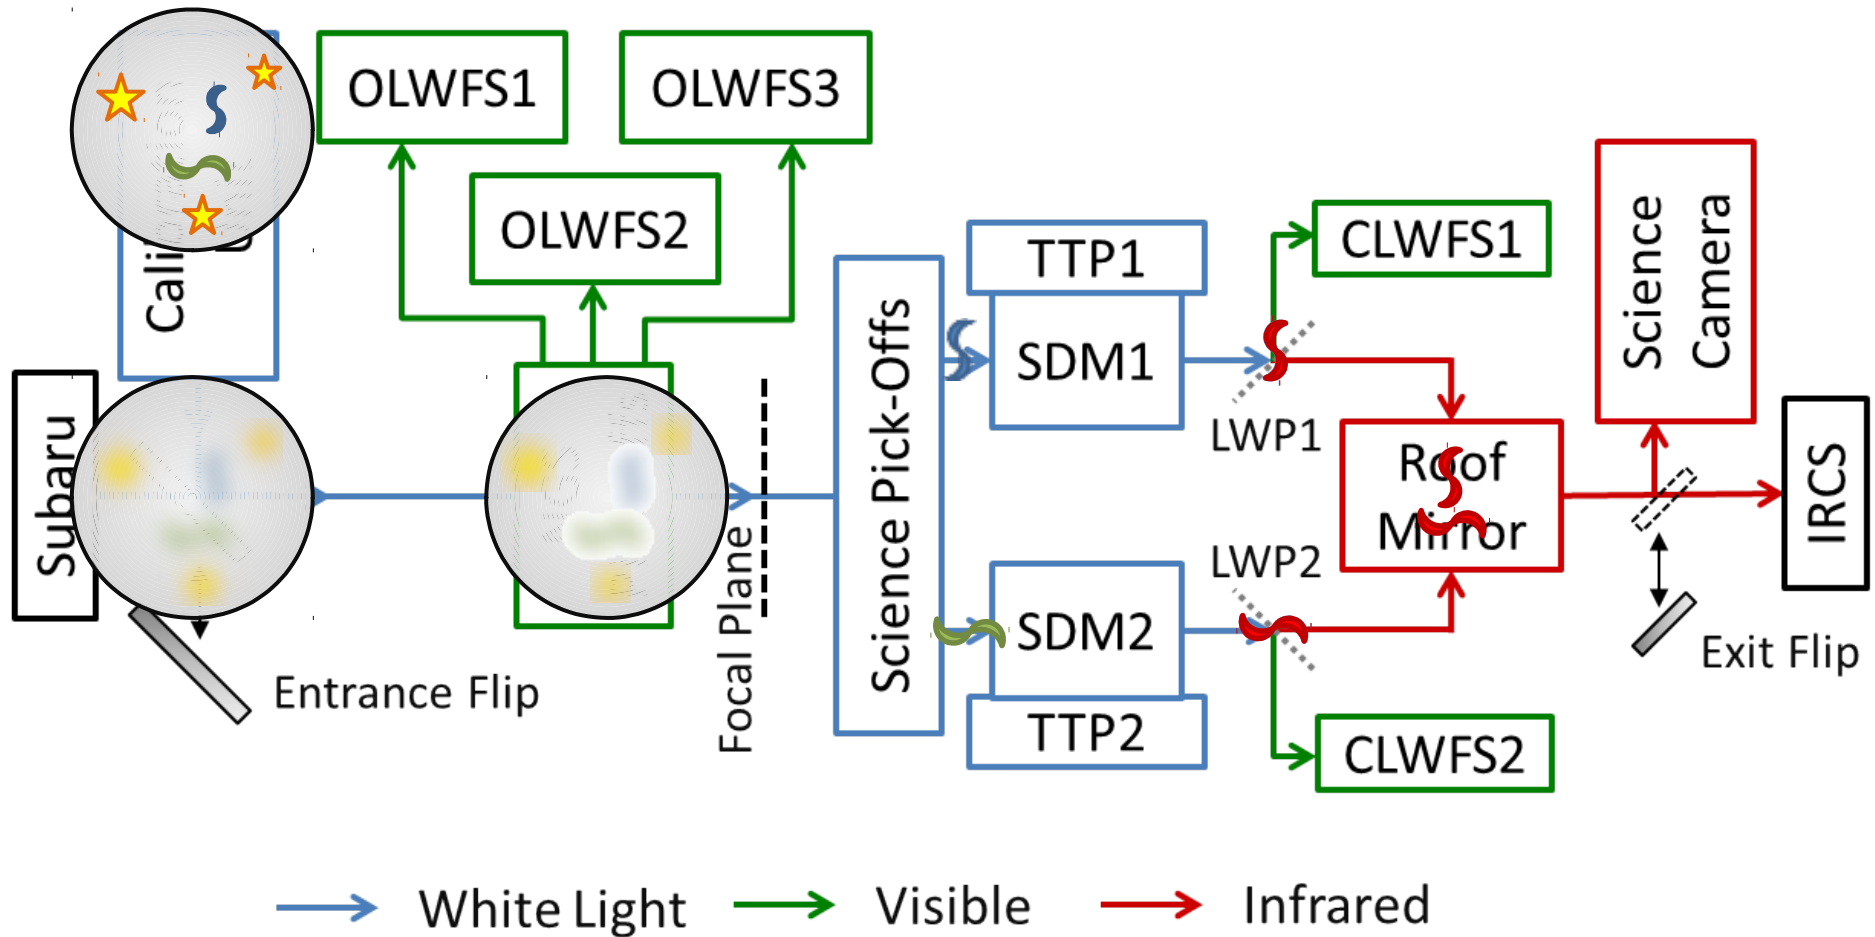 OLWFS1
OLWFS3
OLWFS2
Cali
Subaru
Entrance Flip
Focal Plane
Science Pick-Offs
TTP1
SDM1
SDM2
TTP2
LWP1
LWP2
CLWFS1
CLWFS2
Roof
Mirror
Science
Camera
IRCS
Exit Flip
White Light
Visible
Infrared